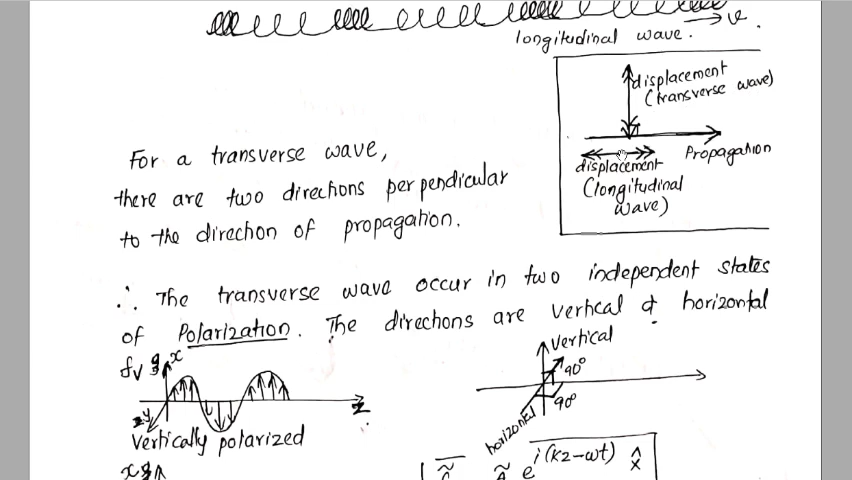 longitudinal wave. v
displacement
(transverse wave)
Propagation
displacement
(longitudinal
wave)
For a transverse wave,
there are two directions perpendicular
to the direction of propagation.
∴ The transverse wave occur in two independent states
of Polarization. The directions are vertical & horizontal
x
y
z
Vertically polarized
Vertical
90°
90°
horizontal
e^i(kz-ωt) x̂